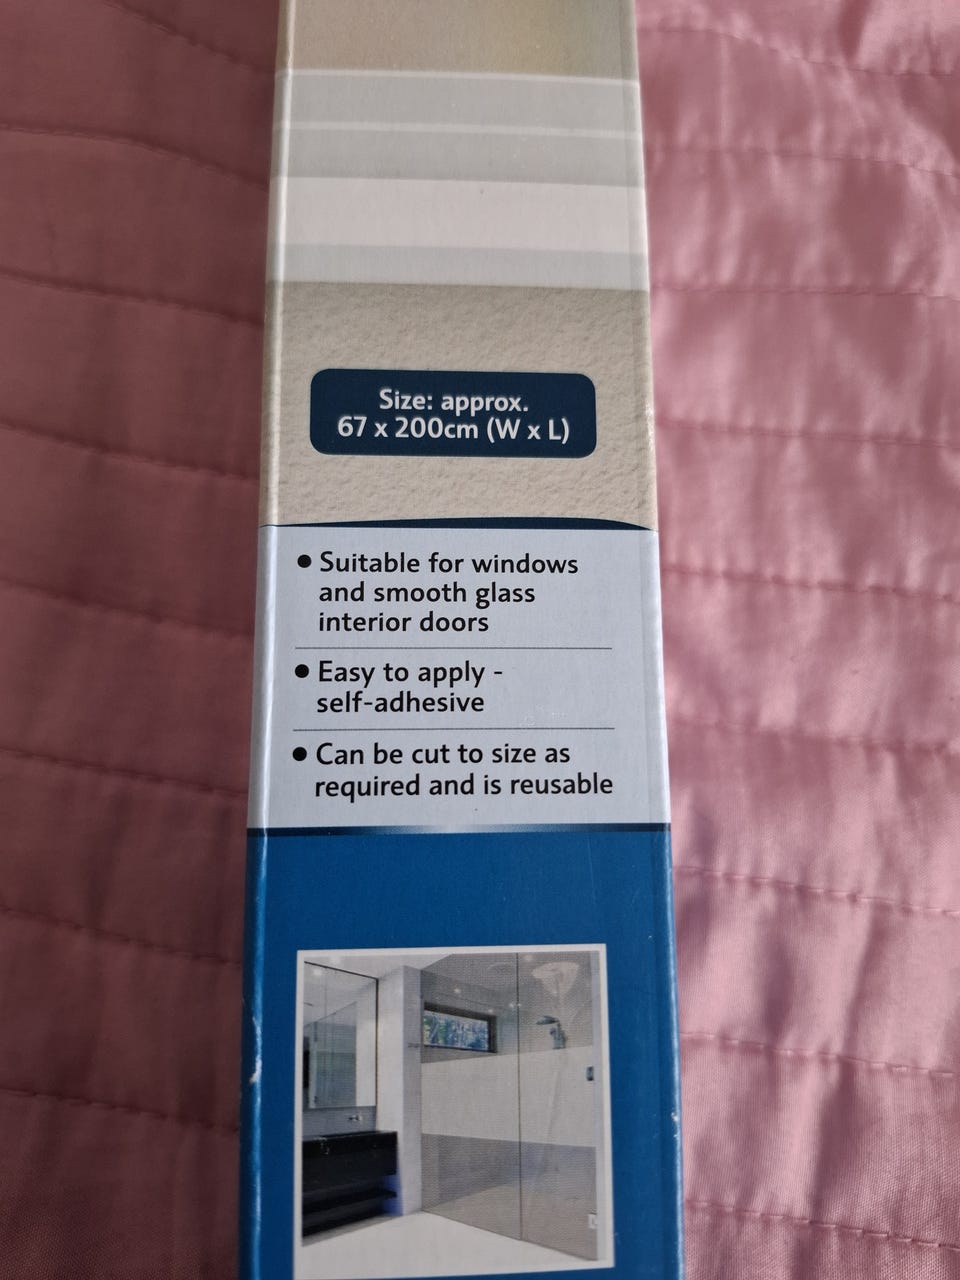 Size: approx.
67 x 200cm (W x L)
● Suitable for windows
and smooth glass
interior doors
● Easy to apply -
self-adhesive
● Can be cut to size as
required and is reusable